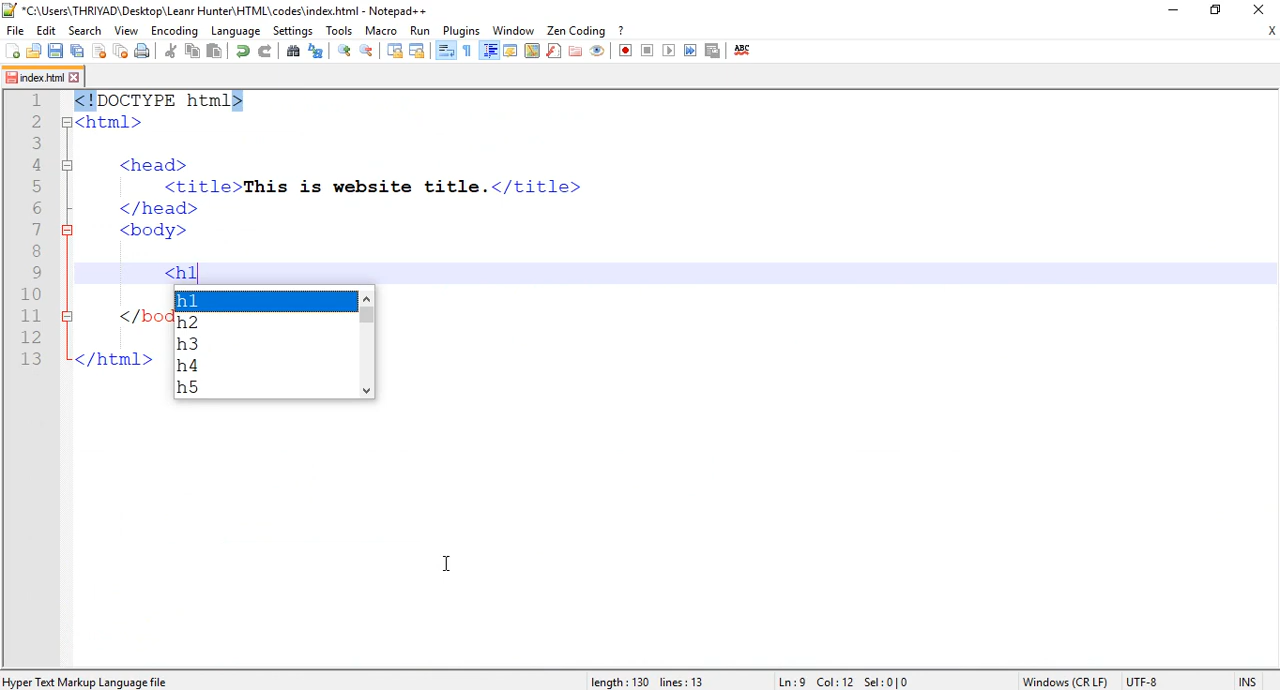 *C:\Users\THRIYAD\Desktop\Leanr Hunter\HTML\codes\index.html - Notepad++
File Edit Search View Encoding Language Settings Tools Macro Run Plugins Window Zen Coding ? X
ABC
index.html
1 <!DOCTYPE html>
2 <html>
3
4 <head>
5 <title>This is website title.</title>
6 </head>
7 <body>
8
9 <h1
10
11 </bod
12
13 </html>
h1
h2
h3
h4
h5
Hyper Text Markup Language file length : 130 lines : 13 Ln : 9 Col : 12 Sel : 0 | 0 Windows (CR LF) UTF-8 INS